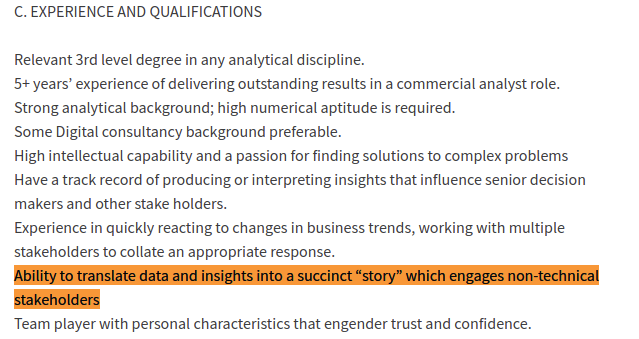 C. EXPERIENCE AND QUALIFICATIONS
Relevant 3rd level degree in any analytical discipline.
5+ years’ experience of delivering outstanding results in a commercial analyst role.
Strong analytical background; high numerical aptitude is required.
Some Digital consultancy background preferable.
High intellectual capability and a passion for finding solutions to complex problems
Have a track record of producing or interpreting insights that influence senior decision
makers and other stake holders.
Experience in quickly reacting to changes in business trends, working with multiple
stakeholders to collate an appropriate response.
Ability to translate data and insights into a succinct “story” which engages non-technical
stakeholders
Team player with personal characteristics that engender trust and confidence.